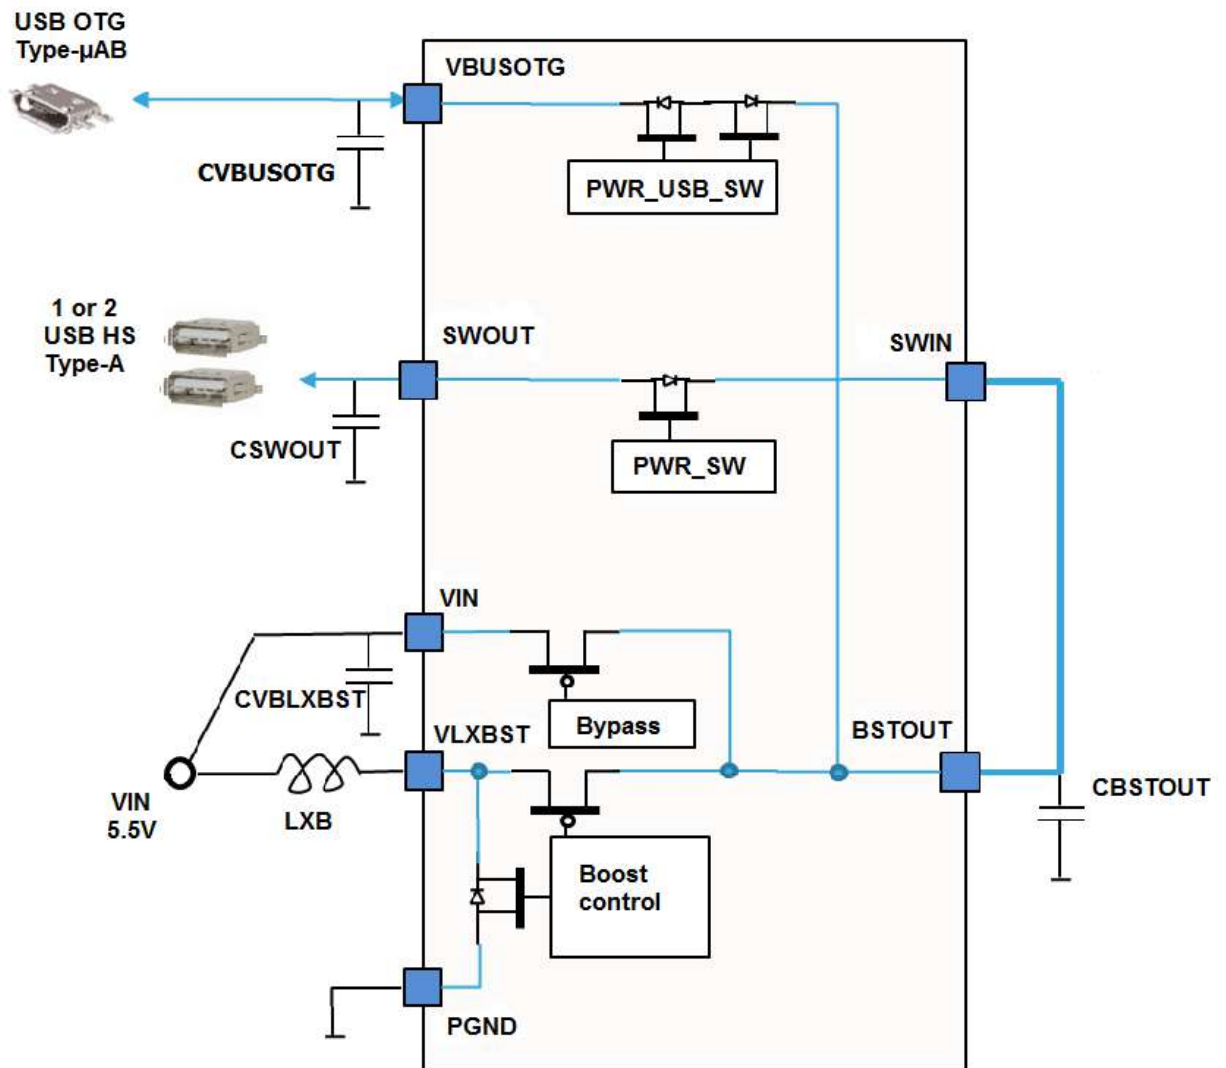 USB OTG
Type-µAB
VBUSOTG
CVBUSOTG
PWR_USB_SW
1 or 2
USB HS
Type-A
SWOUT
SWIN
CSWOUT
PWR_SW
VIN
CVBLXBST
Bypass
VLXBST
BSTOUT
VIN
5.5V
LXB
CBSTOUT
Boost
control
PGND